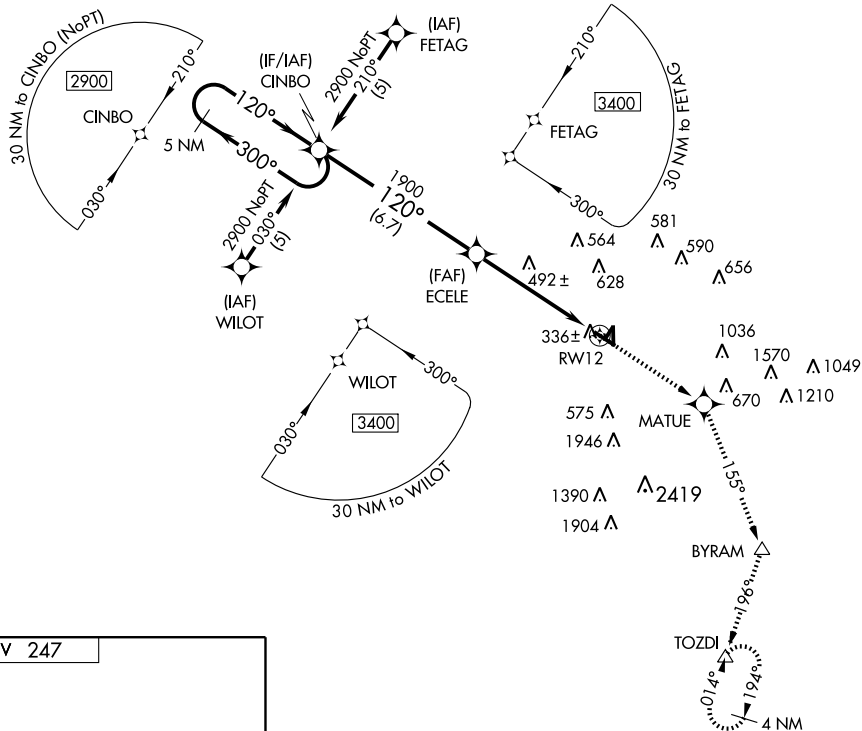 30 NM to CINBO (NoPT)
2900
210°
CINBO
030°
(IAF)
FETAG
2900 NoPT
210°
(5)
(IF/IAF)
CINBO
120°
5 NM
300°
2900 NoPT
030°
(5)
(IAF)
WILOT
210°
3400
FETAG
30 NM to FETAG
300°
1900
120°
(6.7)
(FAF)
ECELE
492±
564
628
581
590
656
336±
RW12
1036
1570
1049
670
1210
MATUE
575
1946
1390
2419
1904
WILOT
300°
030°
3400
30 NM to WILOT
155°
BYRAM
196°
TOZDI
014°
194°
4 NM
V 247